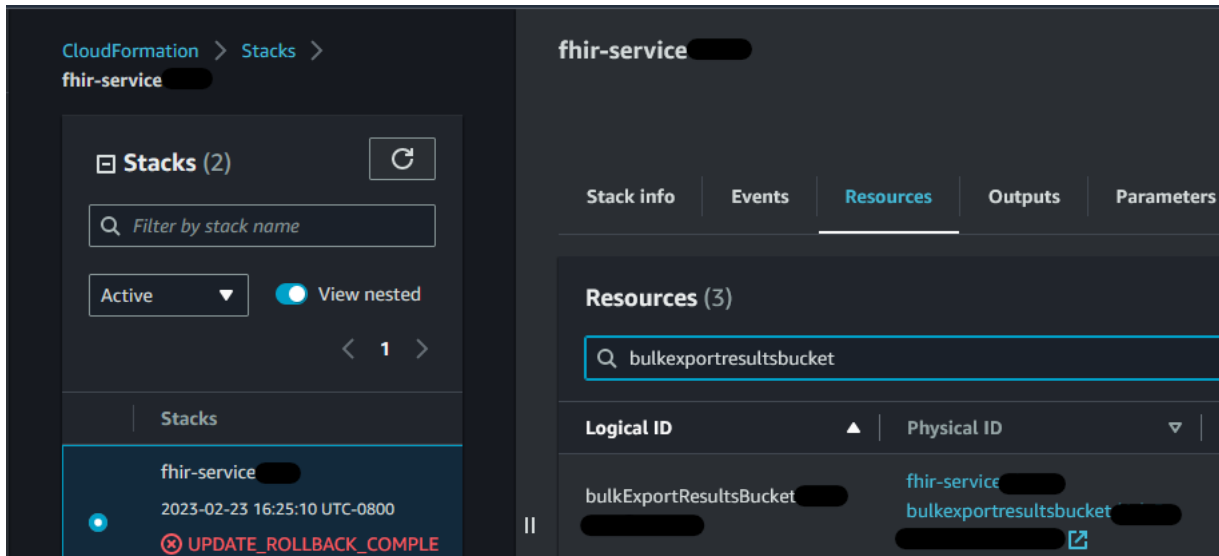 CloudFormation > Stacks >
fhir-service
Stacks (2)
Filter by stack name
Active
View nested
< 1 >
Stacks
fhir-service
2023-02-23 16:25:10 UTC-0800
UPDATE_ROLLBACK_COMPLE
fhir-service
Stack info
Events
Resources
Outputs
Parameters
Resources (3)
bulkexportresultsbucket
Logical ID
Physical ID
bulkExportResultsBucket
fhir-service
bulkexportresultsbucket